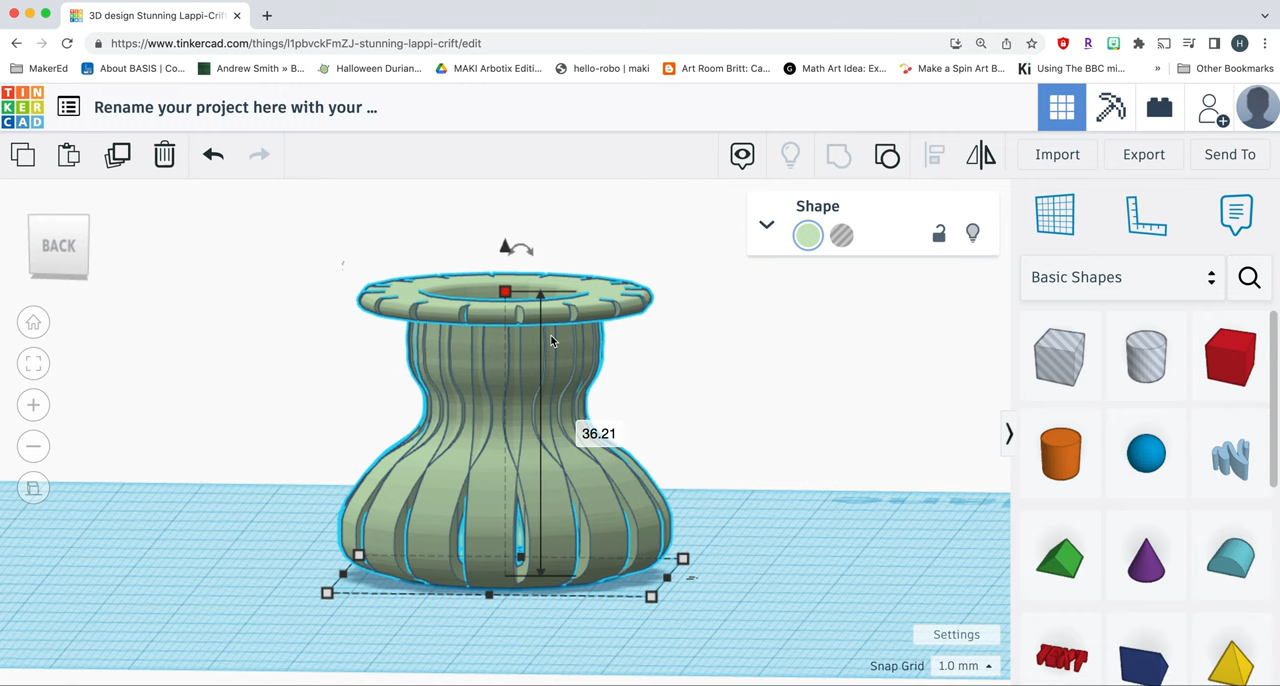 3D design Stunning Lappi-Crif
https://www.tinkercad.com/things/l1pbvckFmZJ-stunning-lappi-crift/edit
MakerEd About BASIS | Co... Andrew Smith » B... Halloween Durian... MAKI Arbotix Editi... hello-robo | maki Art Room Britt: Ca... Math Art Idea: Ex... Make a Spin Art B... Ki Using The BBC mi... » Other Bookmarks
H
TIN
KER
CAD
Rename your project here with your ...
Import Export Send To
Shape
BACK
Basic Shapes
36.21
Settings
Snap Grid 1.0 mm